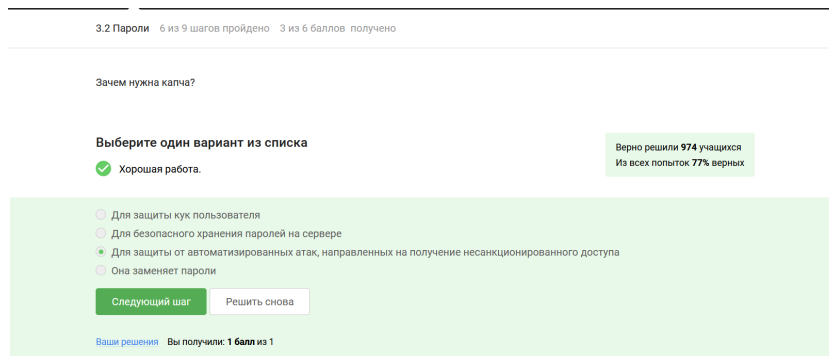 3.2 Пароли 6 из 9 шагов пройдено 3 из 6 баллов получено
Зачем нужна капча?
Выберите один вариант из списка
Хорошая работа.
Верно решили 974 учащихся
Из всех попыток 77% верных
Для защиты кук пользователя
Для безопасного хранения паролей на сервере
Для защиты от автоматизированных атак, направленных на получение несанкционированного доступа
Она заменяет пароли
Следующий шаг Решить снова
Ваши решения Вы получили: 1 балл из 1